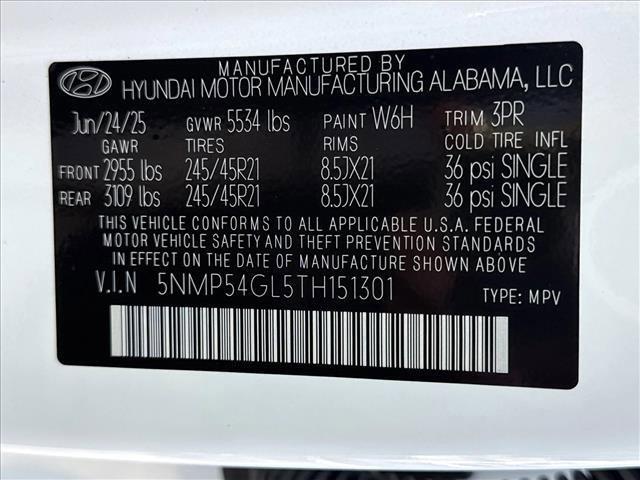 MANUFACTURED BY
HYUNDAI MOTOR MANUFACTURING ALABAMA, LLC
Jun/24/25 GVWR 5534 lbs PAINT W6H TRIM 3PR
GAWR TIRES RIMS COLD TIRE INFL
FRONT 2955 lbs 245/45R21 8.5JX21 36 psi SINGLE
REAR 3109 lbs 245/45R21 8.5JX21 36 psi SINGLE
THIS VEHICLE CONFORMS TO ALL APPLICABLE U.S.A. FEDERAL
MOTOR VEHICLE SAFETY AND THEFT PREVENTION STANDARDS
IN EFFECT ON THE DATE OF MANUFACTURE SHOWN ABOVE.
V.I.N 5NMP54GL5TH151301 TYPE: MPV